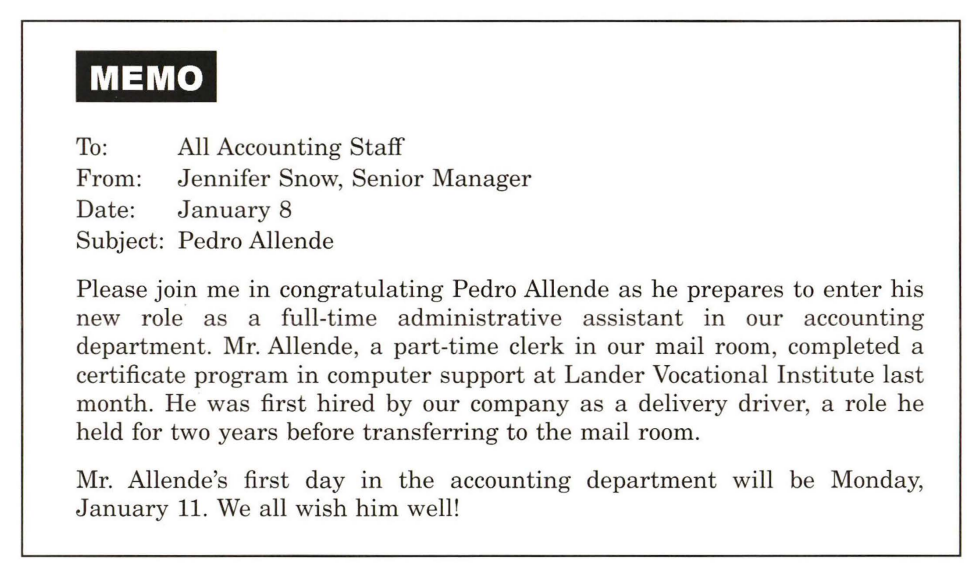 MEMO
To: All Accounting Staff
From: Jennifer Snow, Senior Manager
Date: January 8
Subject: Pedro Allende
Please join me in congratulating Pedro Allende as he prepares to enter his
new role as a full-time administrative assistant in our accounting
department. Mr. Allende, a part-time clerk in our mail room, completed a
certificate program in computer support at Lander Vocational Institute last
month. He was first hired by our company as a delivery driver, a role he
held for two years before transferring to the mail room.
Mr. Allende's first day in the accounting department will be Monday,
January 11. We all wish him well!